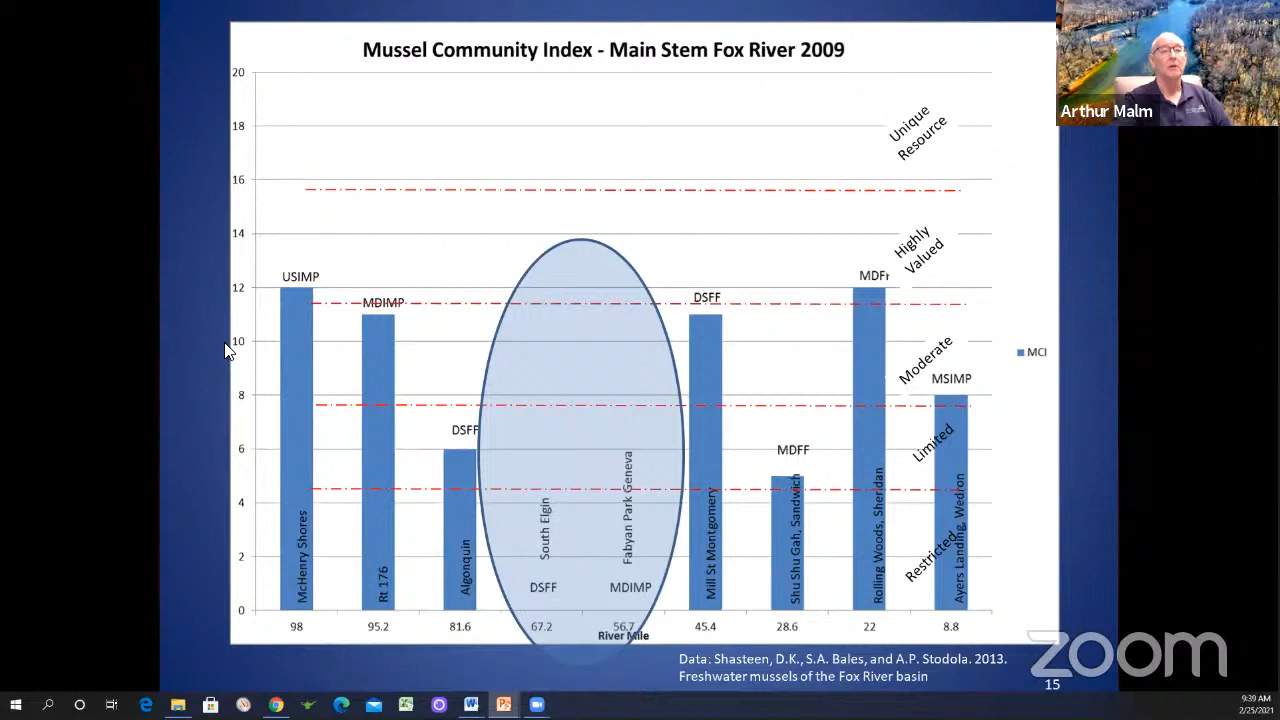 Mussel Community Index - Main Stem Fox River 2009
Arthur Malm
20
18
16
14
12
10
8
6
4
2
0
Unique
Resource
Highly
Valued
Moderate
Limited
Restricted
USIMP
MDIMP
DSFF
DSFF
MDIMP
DSFF
MDFF
MSIMP
McHenry Shores
Rt 176
Algonquin
South Elgin
Fabyan Park Geneva
Mill St Montgomery
Shu Shu Gah, Sandwich
Rolling Woods, Sheridan
Ayers Landing, Wedron
98
95.2
81.6
67.2
56.7
45.4
28.6
22
8.8
River Mile
MCI
Data: Shasteen, D.K., S.A. Bales, and A.P. Stodola. 2013.
Freshwater mussels of the Fox River basin
15
zoom
9:39 AM
2/25/2021